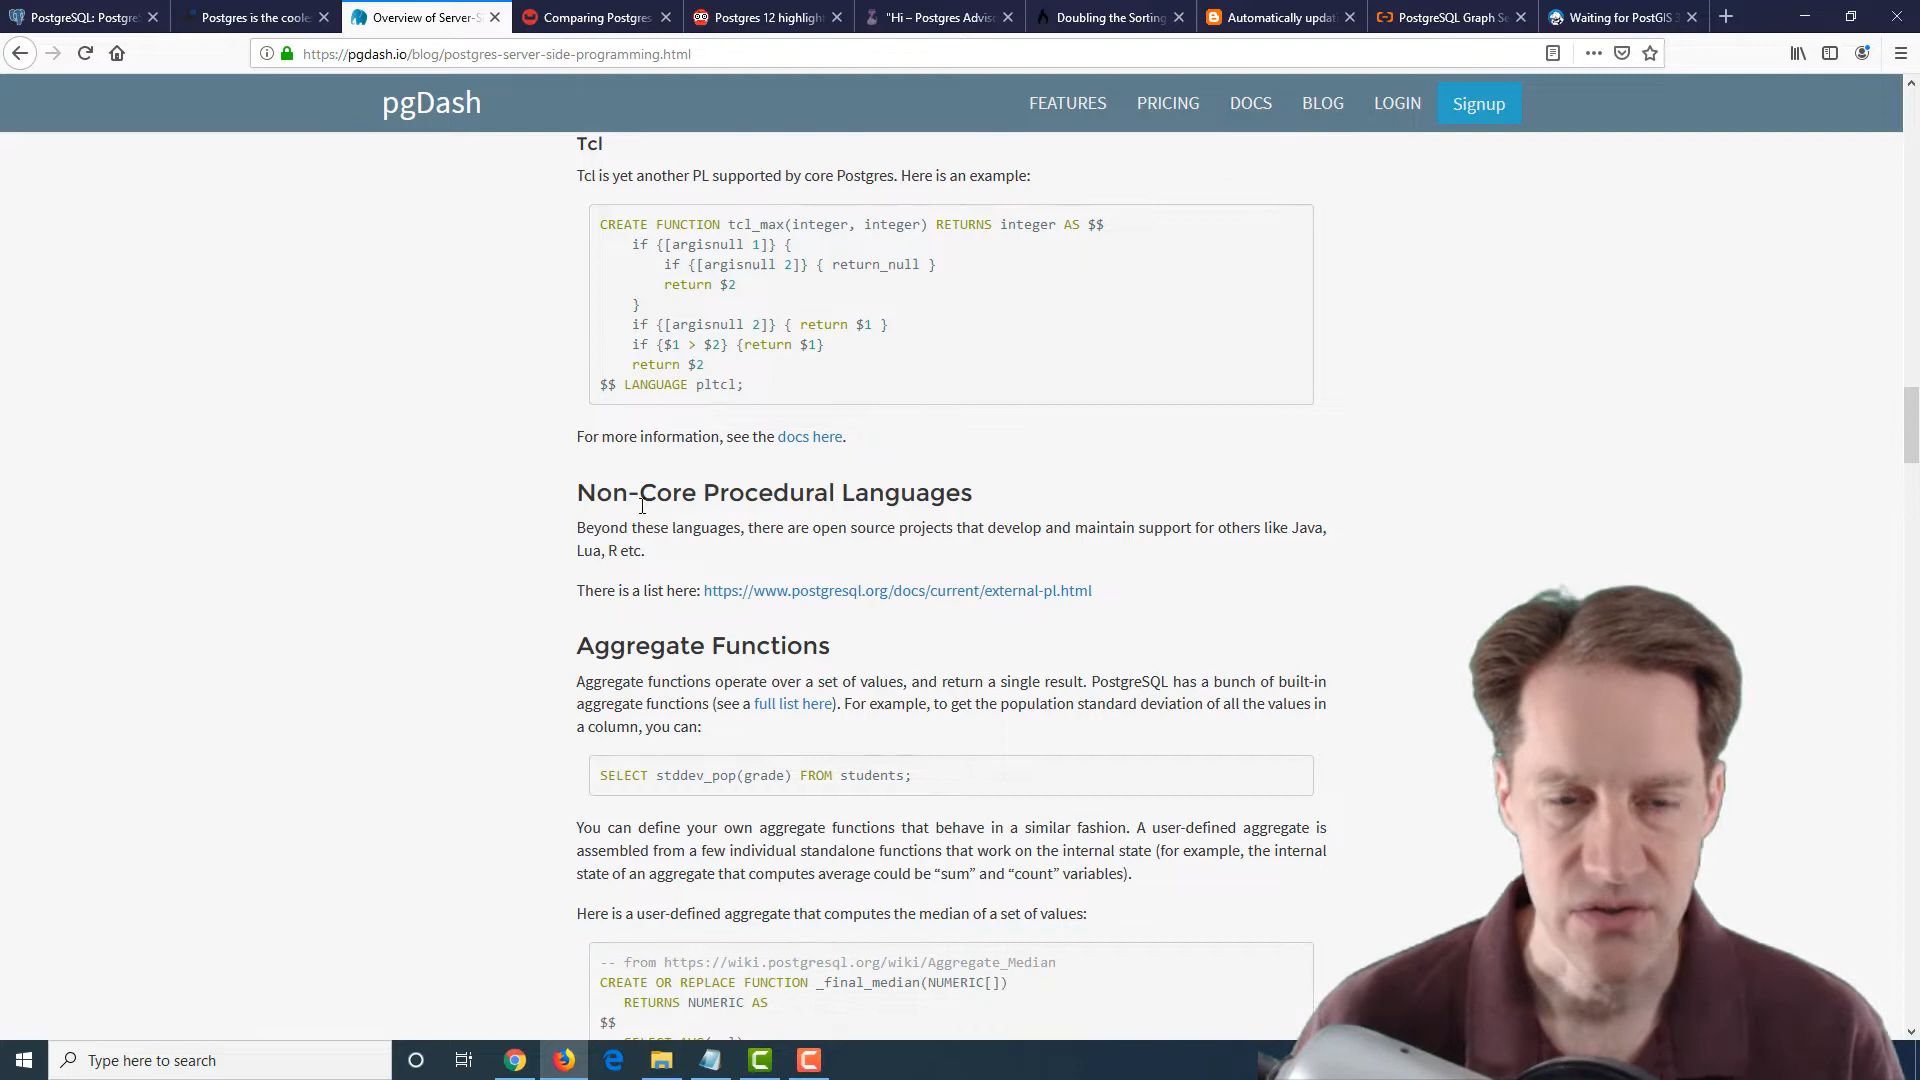 PostgreSQL: PostgreS
Postgres is the cooles
Overview of Server-S
Comparing Postgres
Postgres 12 highligh
"Hi – Postgres Advis
Doubling the Sorting
Automatically updat
PostgreSQL Graph Se
Waiting for PostGIS 3
https://pgdash.io/blog/postgres-server-side-programming.html
pgDash
FEATURES PRICING DOCS BLOG LOGIN Signup
Tcl
Tcl is yet another PL supported by core Postgres. Here is an example:
CREATE FUNCTION tcl_max(integer, integer) RETURNS integer AS $$
if {[argisnull 1]} {
if {[argisnull 2]} { return_null }
return $2
}
if {[argisnull 2]} { return $1 }
if {$1 > $2} {return $1}
return $2
$$ LANGUAGE pltcl;
For more information, see the docs here.
Non-Core Procedural Languages
Beyond these languages, there are open source projects that develop and maintain support for others like Java,
Lua, R etc.
There is a list here: https://www.postgresql.org/docs/current/external-pl.html
Aggregate Functions
Aggregate functions operate over a set of values, and return a single result. PostgreSQL has a bunch of built-in
aggregate functions (see a full list here). For example, to get the population standard deviation of all the values in
a column, you can:
SELECT stddev_pop(grade) FROM students;
You can define your own aggregate functions that behave in a similar fashion. A user-defined aggregate is
assembled from a few individual standalone functions that work on the internal state (for example, the internal
state of an aggregate that computes average could be “sum” and “count” variables).
Here is a user-defined aggregate that computes the median of a set of values:
-- from https://wiki.postgresql.org/wiki/Aggregate_Median
CREATE OR REPLACE FUNCTION _final_median(NUMERIC[])
RETURNS NUMERIC AS
$$
Type here to search